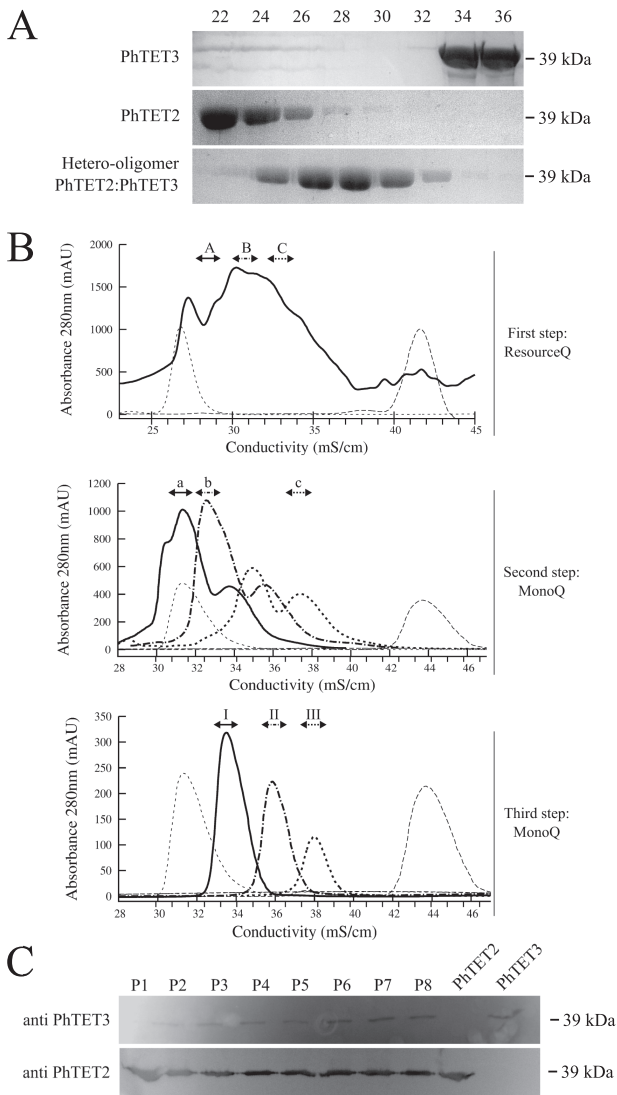 A
22 24 26 28 30 32 34 36
PhTET3
39 kDa
PhTET2
39 kDa
Hetero-oligomer
PhTET2:PhTET3
39 kDa
B
Absorbance 280nm (mAU)
2000
1500
1000
500
0
A B C
25 30 35 40 45
Conductivity (mS/cm)
First step:
ResourceQ
Absorbance 280nm (mAU)
1200
1000
800
600
400
200
0
a b c
28 30 32 34 36 38 40 42 44 46
Conductivity (mS/cm)
Second step:
MonoQ
Absorbance 280nm (mAU)
350
300
250
200
150
100
50
0
I II III
28 30 32 34 36 38 40 42 44 46
Conductivity (mS/cm)
Third step:
MonoQ
C
P1 P2 P3 P4 P5 P6 P7 P8 PhTET2 PhTET3
anti PhTET3
39 kDa
anti PhTET2
39 kDa